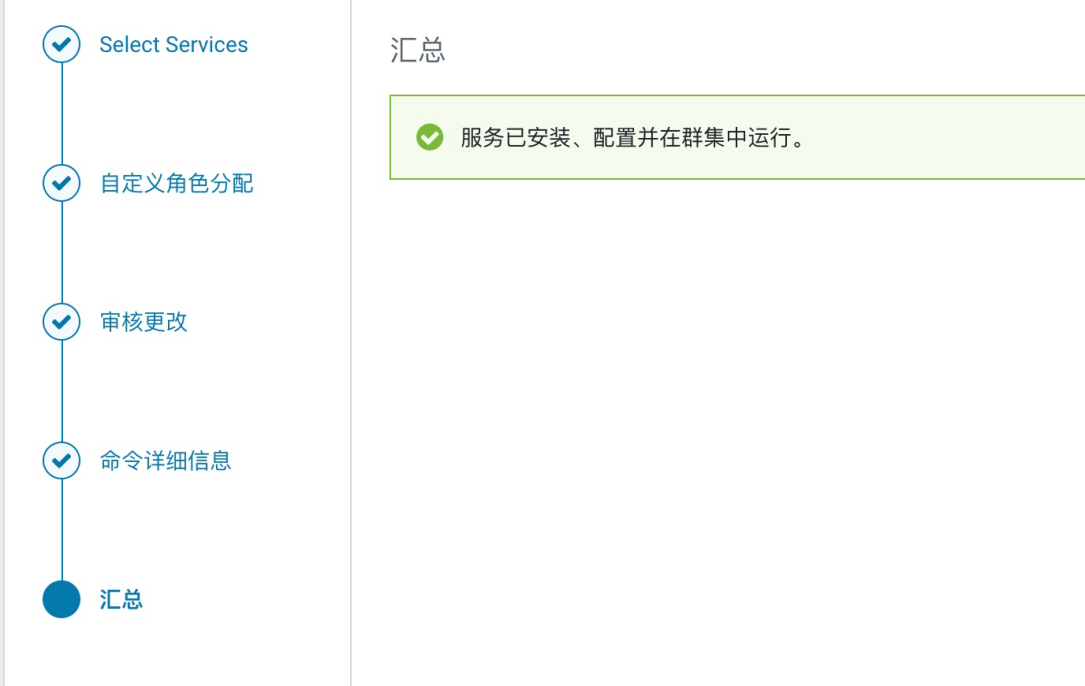 Select Services
自定义角色分配
审核更改
命令详细信息
汇总
汇总
服务已安装、配置并在群集中运行。